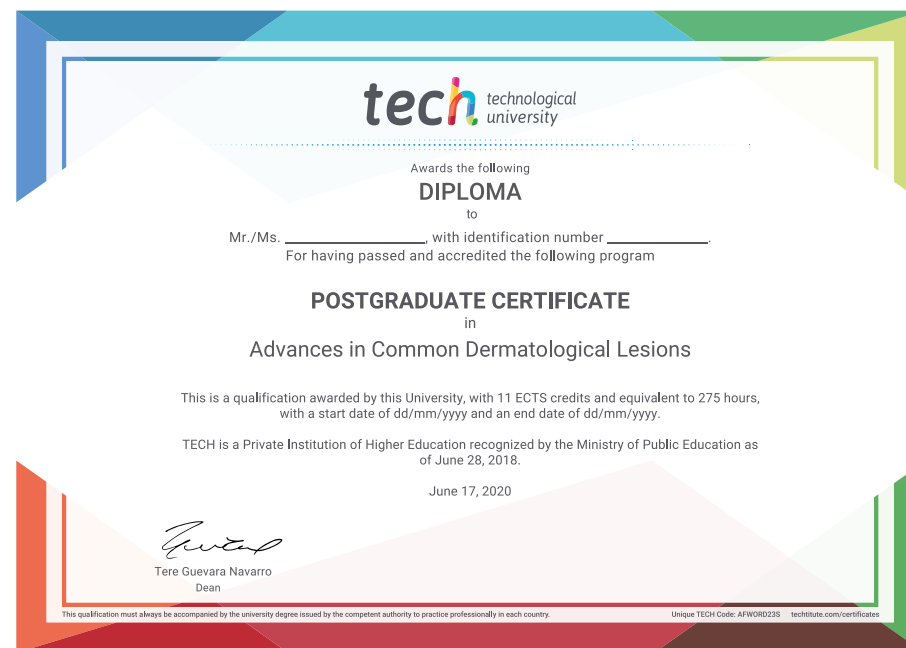 tech technological
university
Awards the following
DIPLOMA
to
Mr./Ms. ____________________, with identification number ______________.
For having passed and accredited the following program
POSTGRADUATE CERTIFICATE
in
Advances in Common Dermatological Lesions
This is a qualification awarded by this University, with 11 ECTS credits and equivalent to 275 hours,
with a start date of dd/mm/yyyy and an end date of dd/mm/yyyy.
TECH is a Private Institution of Higher Education recognized by the Ministry of Public Education as
of June 28, 2018.
June 17, 2020
Tere Guevara Navarro
Dean
This qualification must always be accompanied by the university degree issued by the competent authority to practice professionally in each country.
Unique TECH Code: AFWORD23S techtitute.com/certificates